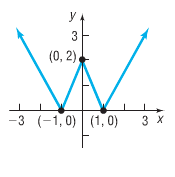 y
3
(0, 2)
−3 (−1, 0) (1, 0) 3 x